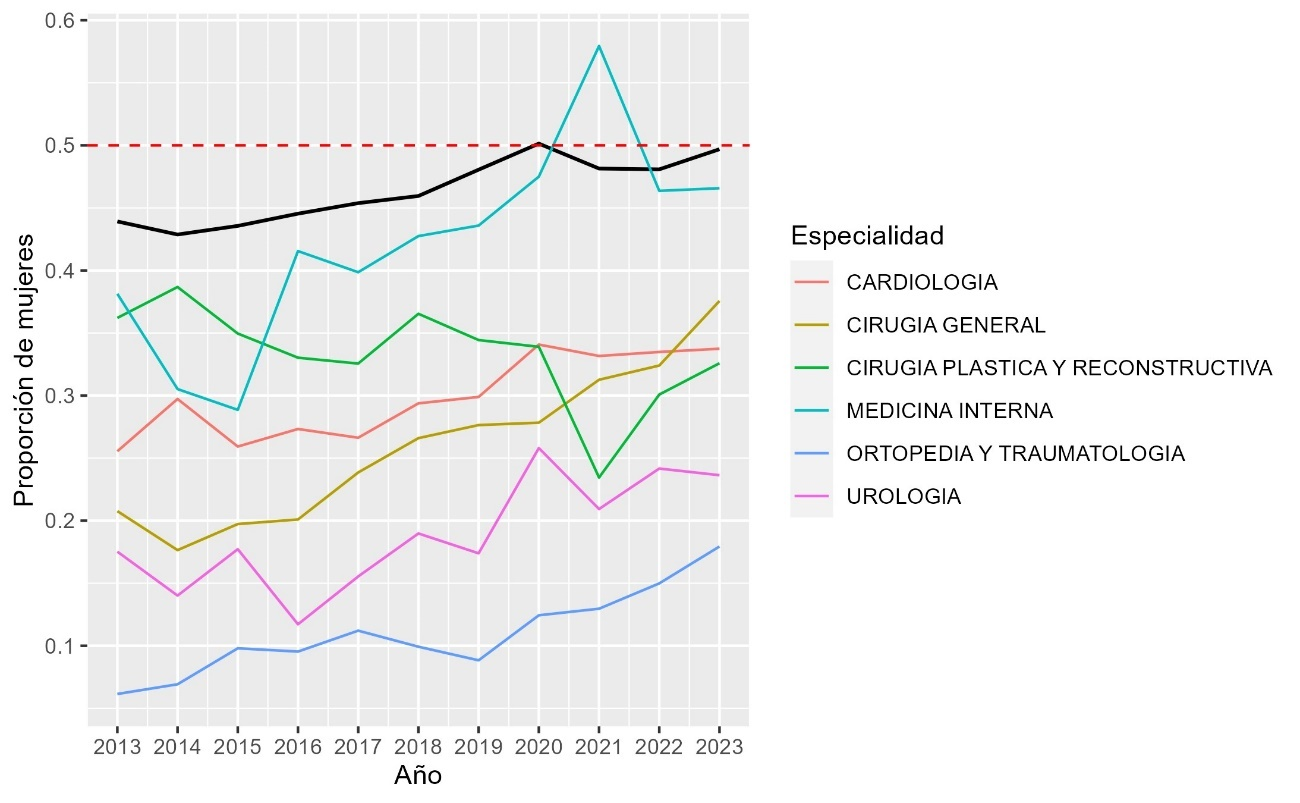 0.6
0.5
0.4
0.3
0.2
0.1
Proporción de mujeres
2013 2014 2015 2016 2017 2018 2019 2020 2021 2022 2023
Año
Especialidad
CARDIOLOGIA
CIRUGIA GENERAL
CIRUGIA PLASTICA Y RECONSTRUCTIVA
MEDICINA INTERNA
ORTOPEDIA Y TRAUMATOLOGIA
UROLOGIA